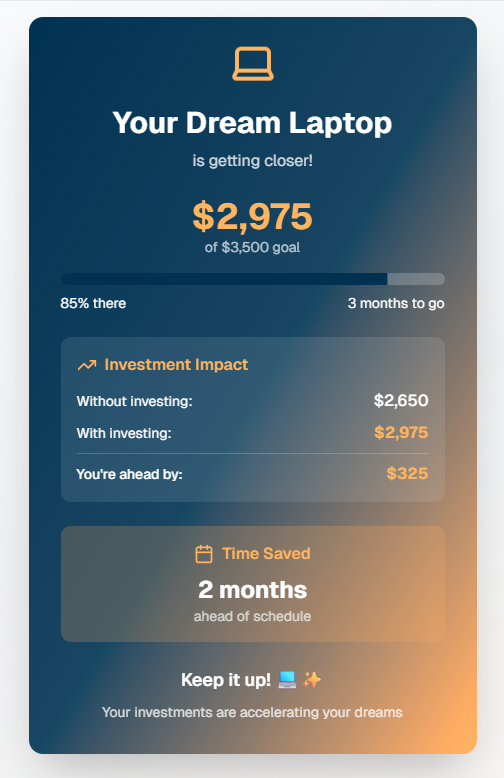 Your Dream Laptop
is getting closer!
$2,975
of $3,500 goal
85% there 3 months to go
Investment Impact
Without investing: $2,650
With investing: $2,975
You're ahead by: $325
Time Saved
2 months
ahead of schedule
Keep it up! 💻 ✨
Your investments are accelerating your dreams